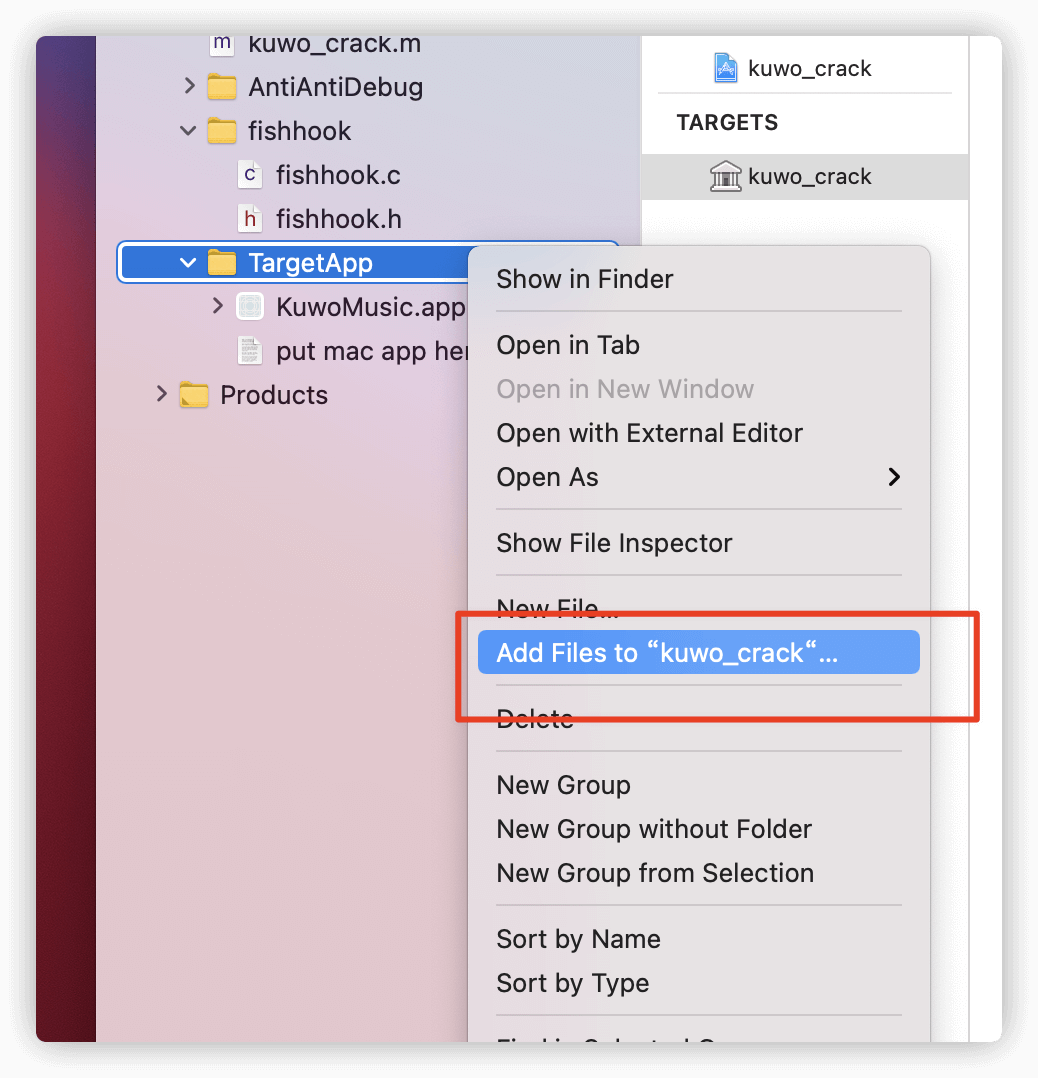 m kuwo_crack.m
AntiAntiDebug
fishhook
c fishhook.c
h fishhook.h
TargetApp
KuwoMusic.app
put mac app her
Products
kuwo_crack
TARGETS
kuwo_crack
Show in Finder
Open in Tab
Open in New Window
Open with External Editor
Open As
Show File Inspector
New File...
Add Files to “kuwo_crack“...
Delete
New Group
New Group without Folder
New Group from Selection
Sort by Name
Sort by Type